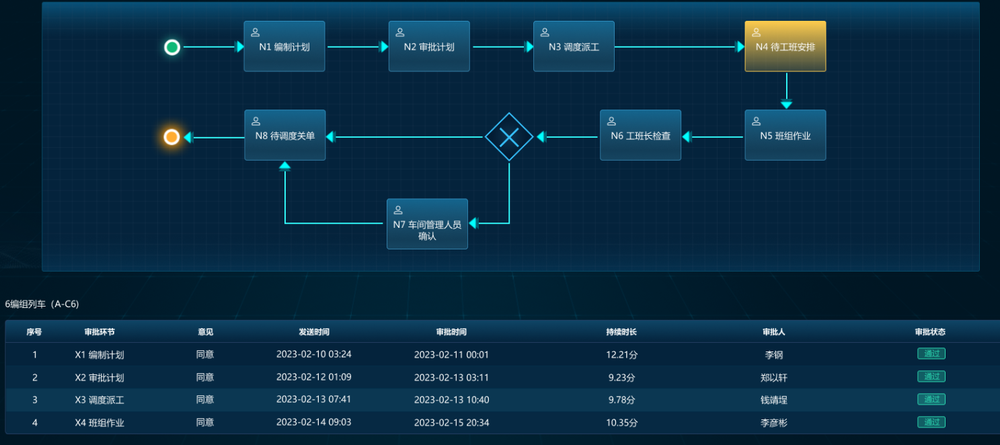 N1 编制计划
N2 审批计划
N3 调度派工
N4 待工班安排
N8 待调度关单
N6 工班长检查
N5 班组作业
N7 车间管理人员
确认
6编组列车（A-C6)
序号 审批环节 意见 发送时间 审批时间 持续时长 审批人 审批状态
1 X1 编制计划 同意 2023-02-10 03:24 2023-02-11 00:01 12.21分 李钢 通过
2 X2 审批计划 同意 2023-02-12 01:09 2023-02-13 03:11 9.23分 郑以轩 通过
3 X3 调度派工 同意 2023-02-13 07:41 2023-02-13 10:40 9.78分 钱靖埕 通过
4 X4 班组作业 同意 2023-02-14 09:03 2023-02-15 20:34 10.35分 李彦彬 通过